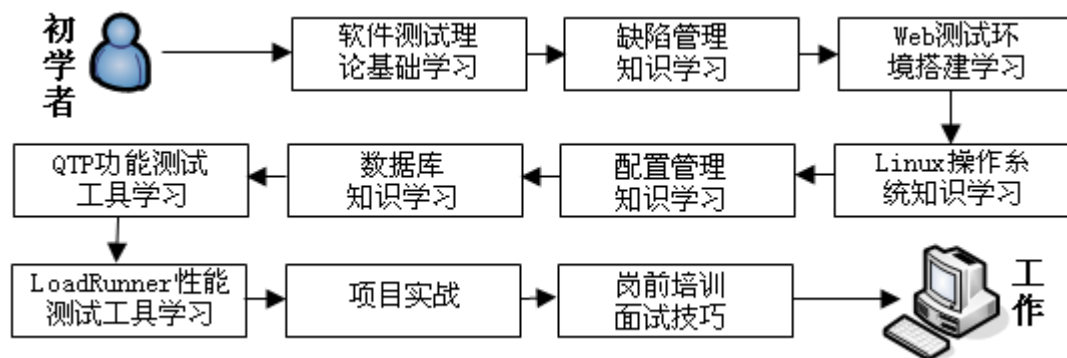 初学者
软件测试理
论基础学习
缺陷管理
知识学习
Web测试环
境搭建学习
Linux操作系
统知识学习
配置管理
知识学习
数据库
知识学习
QTP功能测试
工具学习
LoadRunner性能
测试工具学习
项目实战
岗前培训
面试技巧
工作